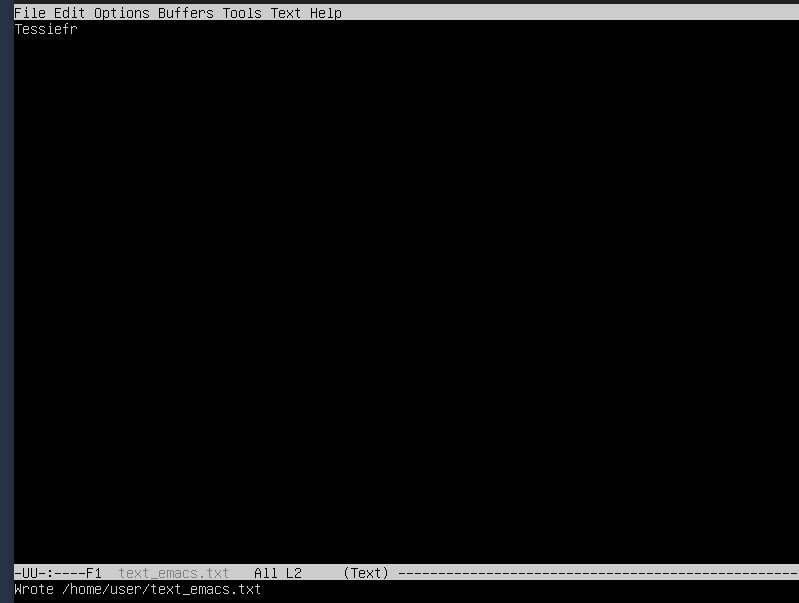 File Edit Options Buffers Tools Text Help
Tessiefr
-UU-:----F1  text_emacs.txt   All L2     (Text) --------------------------------------------------
Wrote /home/user/text_emacs.txt